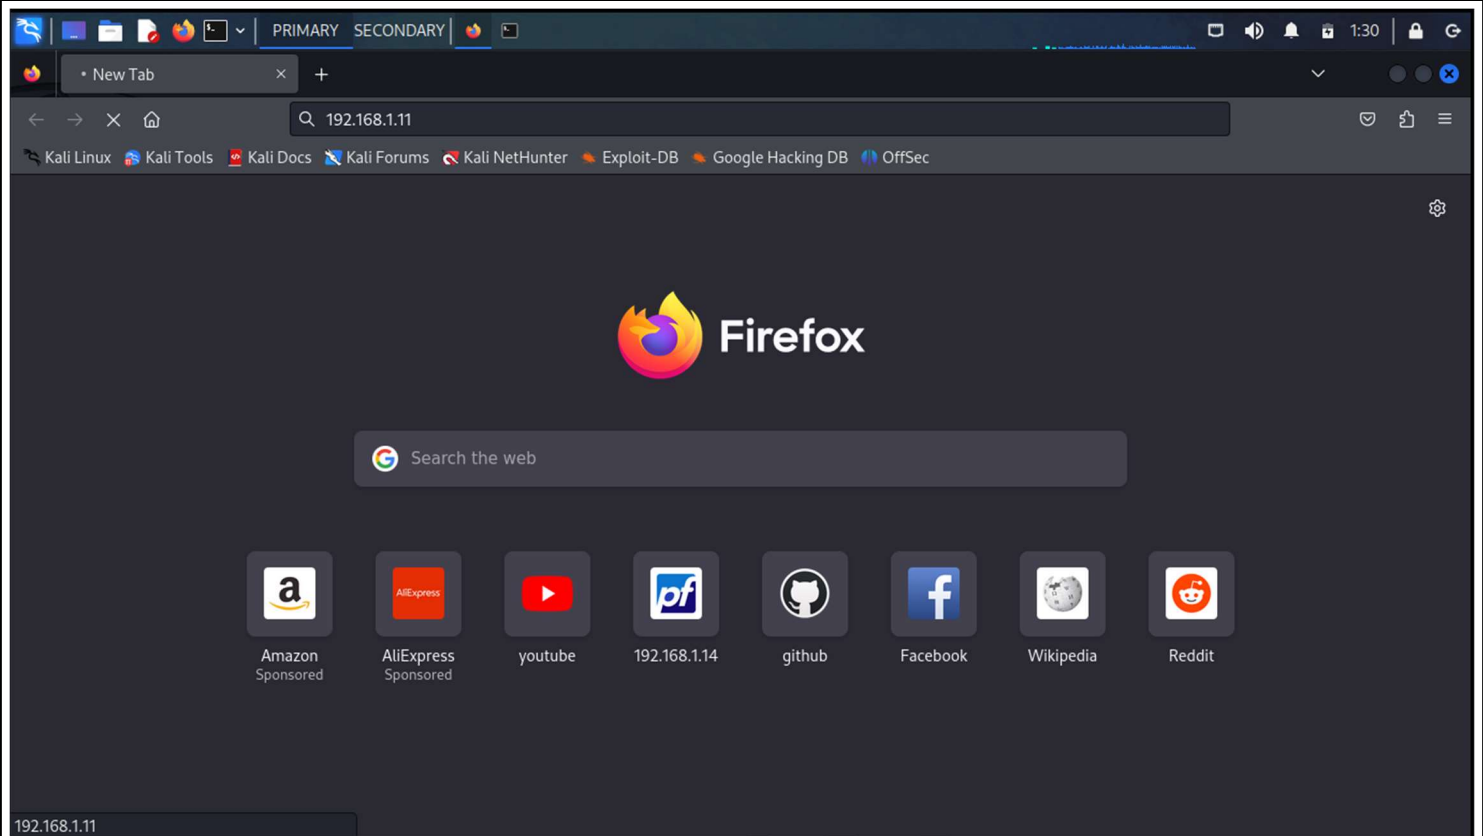 PRIMARY SECONDARY 1:30
New Tab
192.168.1.11
Kali Linux Kali Tools Kali Docs Kali Forums Kali NetHunter Exploit-DB Google Hacking DB OffSec
Firefox
Search the web
a AliExpress pf f
Amazon AliExpress youtube 192.168.1.14 github Facebook Wikipedia Reddit
Sponsored Sponsored
192.168.1.11